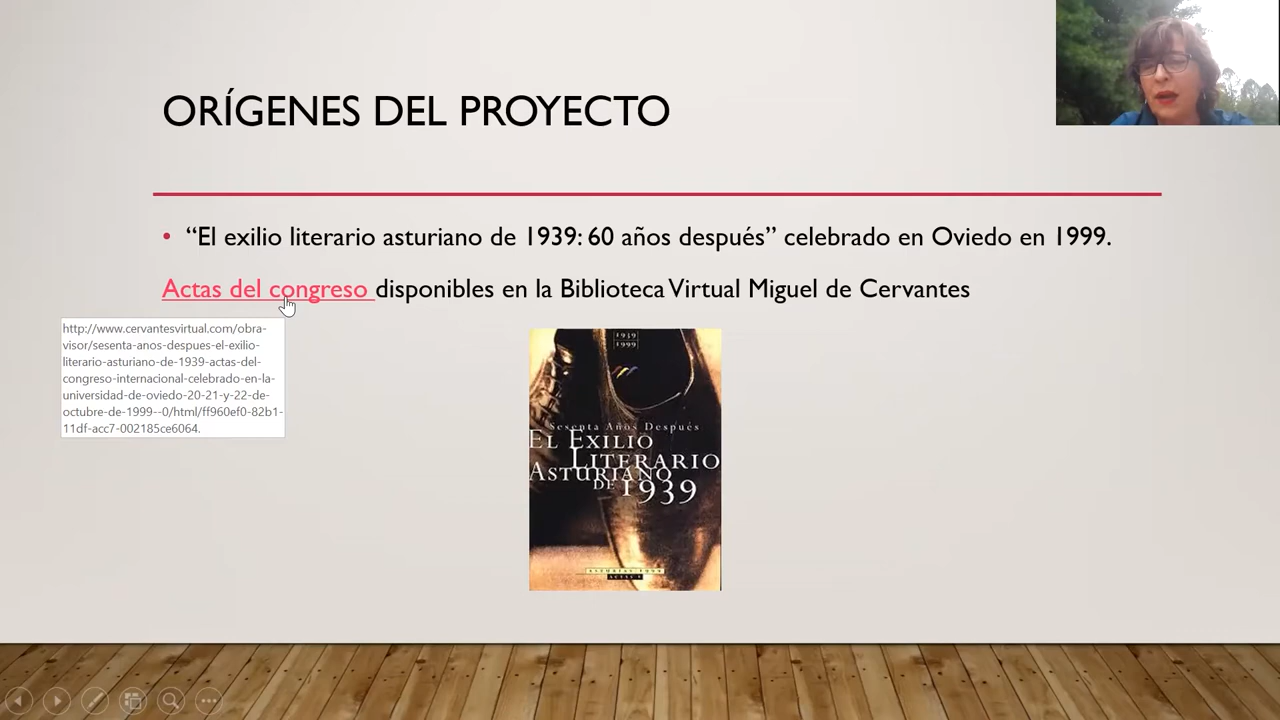 ORÍGENES DEL PROYECTO
• “El exilio literario asturiano de 1939: 60 años después” celebrado en Oviedo en 1999.
Actas del congreso disponibles en la Biblioteca Virtual Miguel de Cervantes
http://www.cervantesvirtual.com/obra-
visor/sesenta-anos-despues-el-exilio-
literario-asturiano-de-1939-actas-del-
congreso-internacional-celebrado-en-la-
universidad-de-oviedo-20-21-y-22-de-
octubre-de-1999--0/html/ff960ef0-82b1-
11df-acc7-002185ce6064.
1939
1999
Sesenta Años Después
EL EXILIO
LITERARIO
ASTURIANO
DE 1939
ASTURIAS 1999